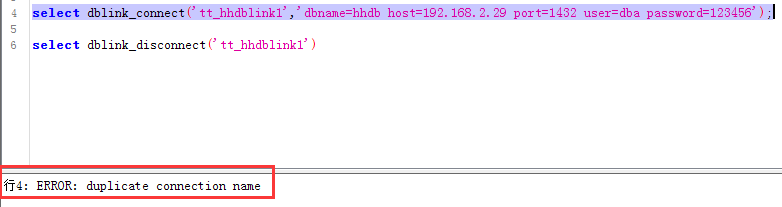 4 select dblink_connect('tt_hhdblink1','dbname=hhdb host=192.168.2.29 port=1432 user=dba password=123456');
5
6 select dblink_disconnect('tt_hhdblink1')
行4: ERROR: duplicate connection name